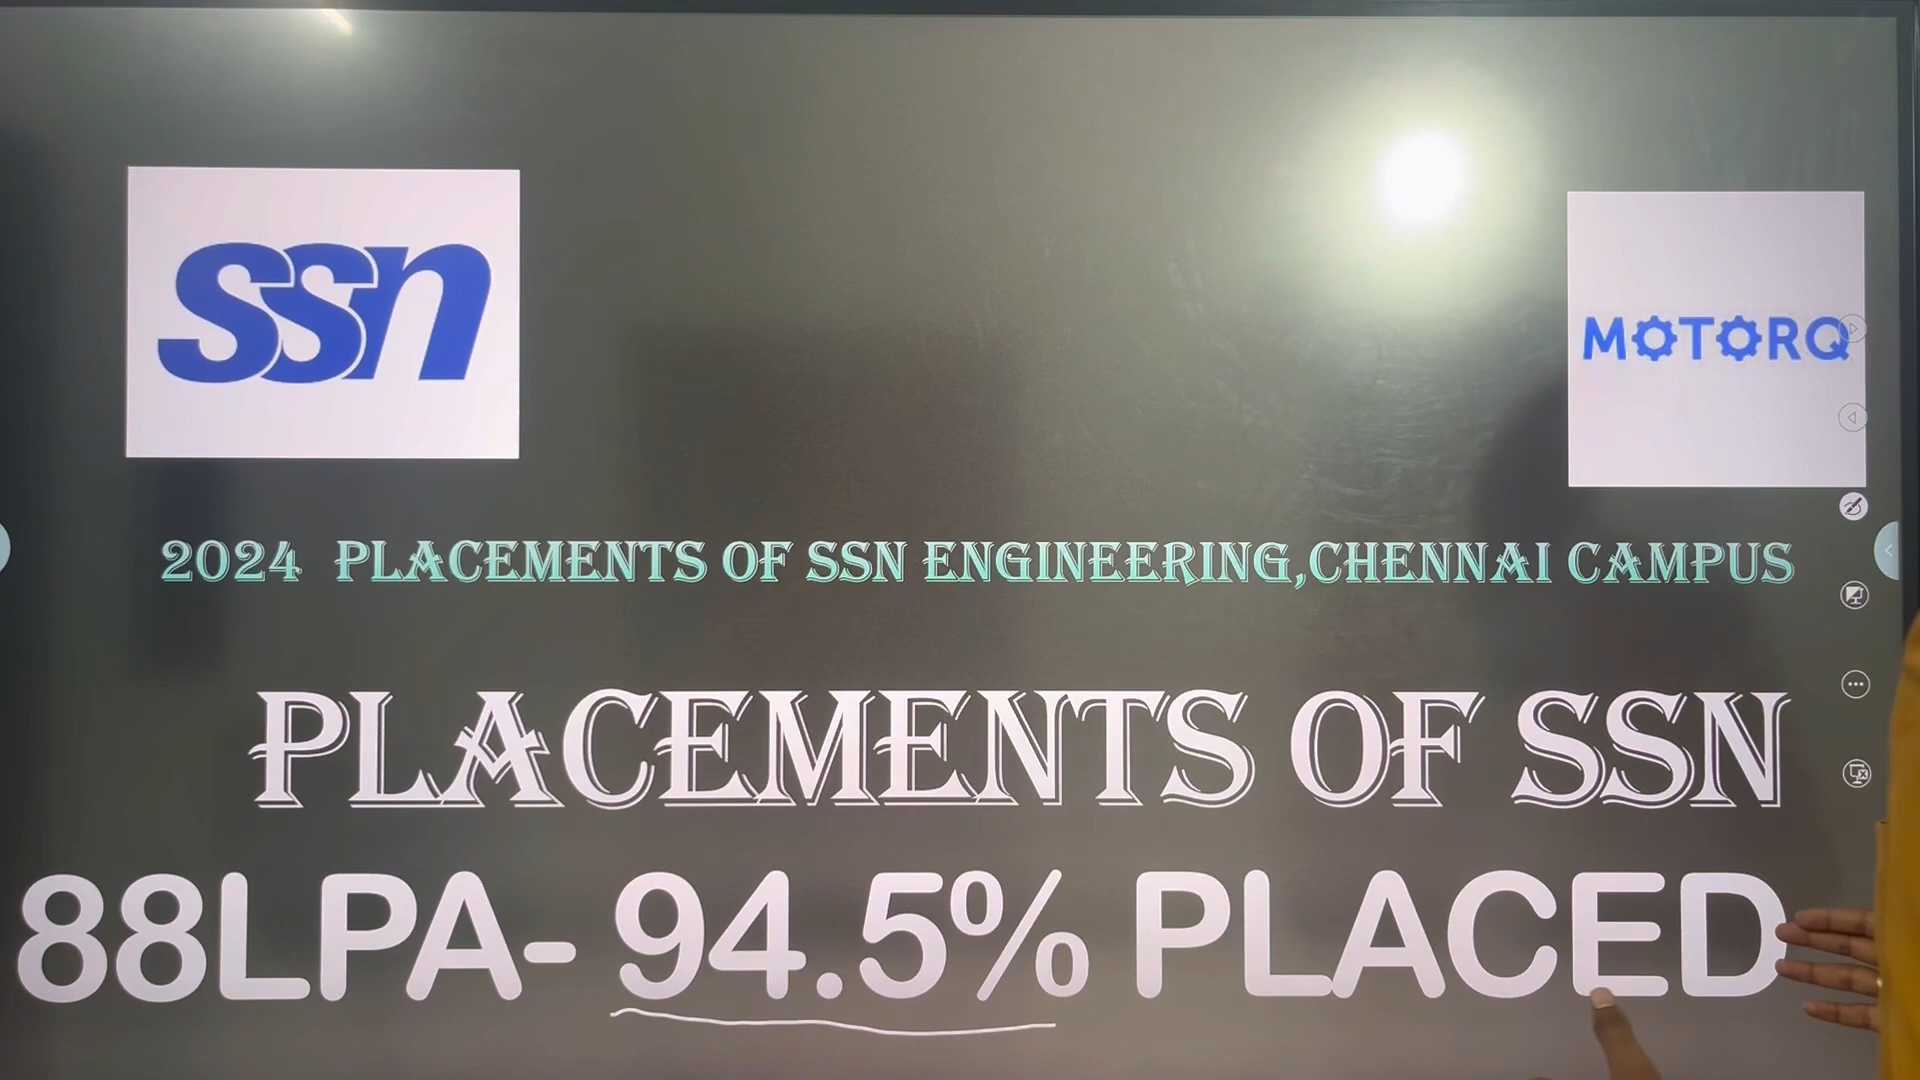 ssn
MOTORQ
2024 PLACEMENTS OF SSN ENGINEERING,CHENNAI CAMPUS
PLACEMENTS OF SSN
88LPA- 94.5% PLACED